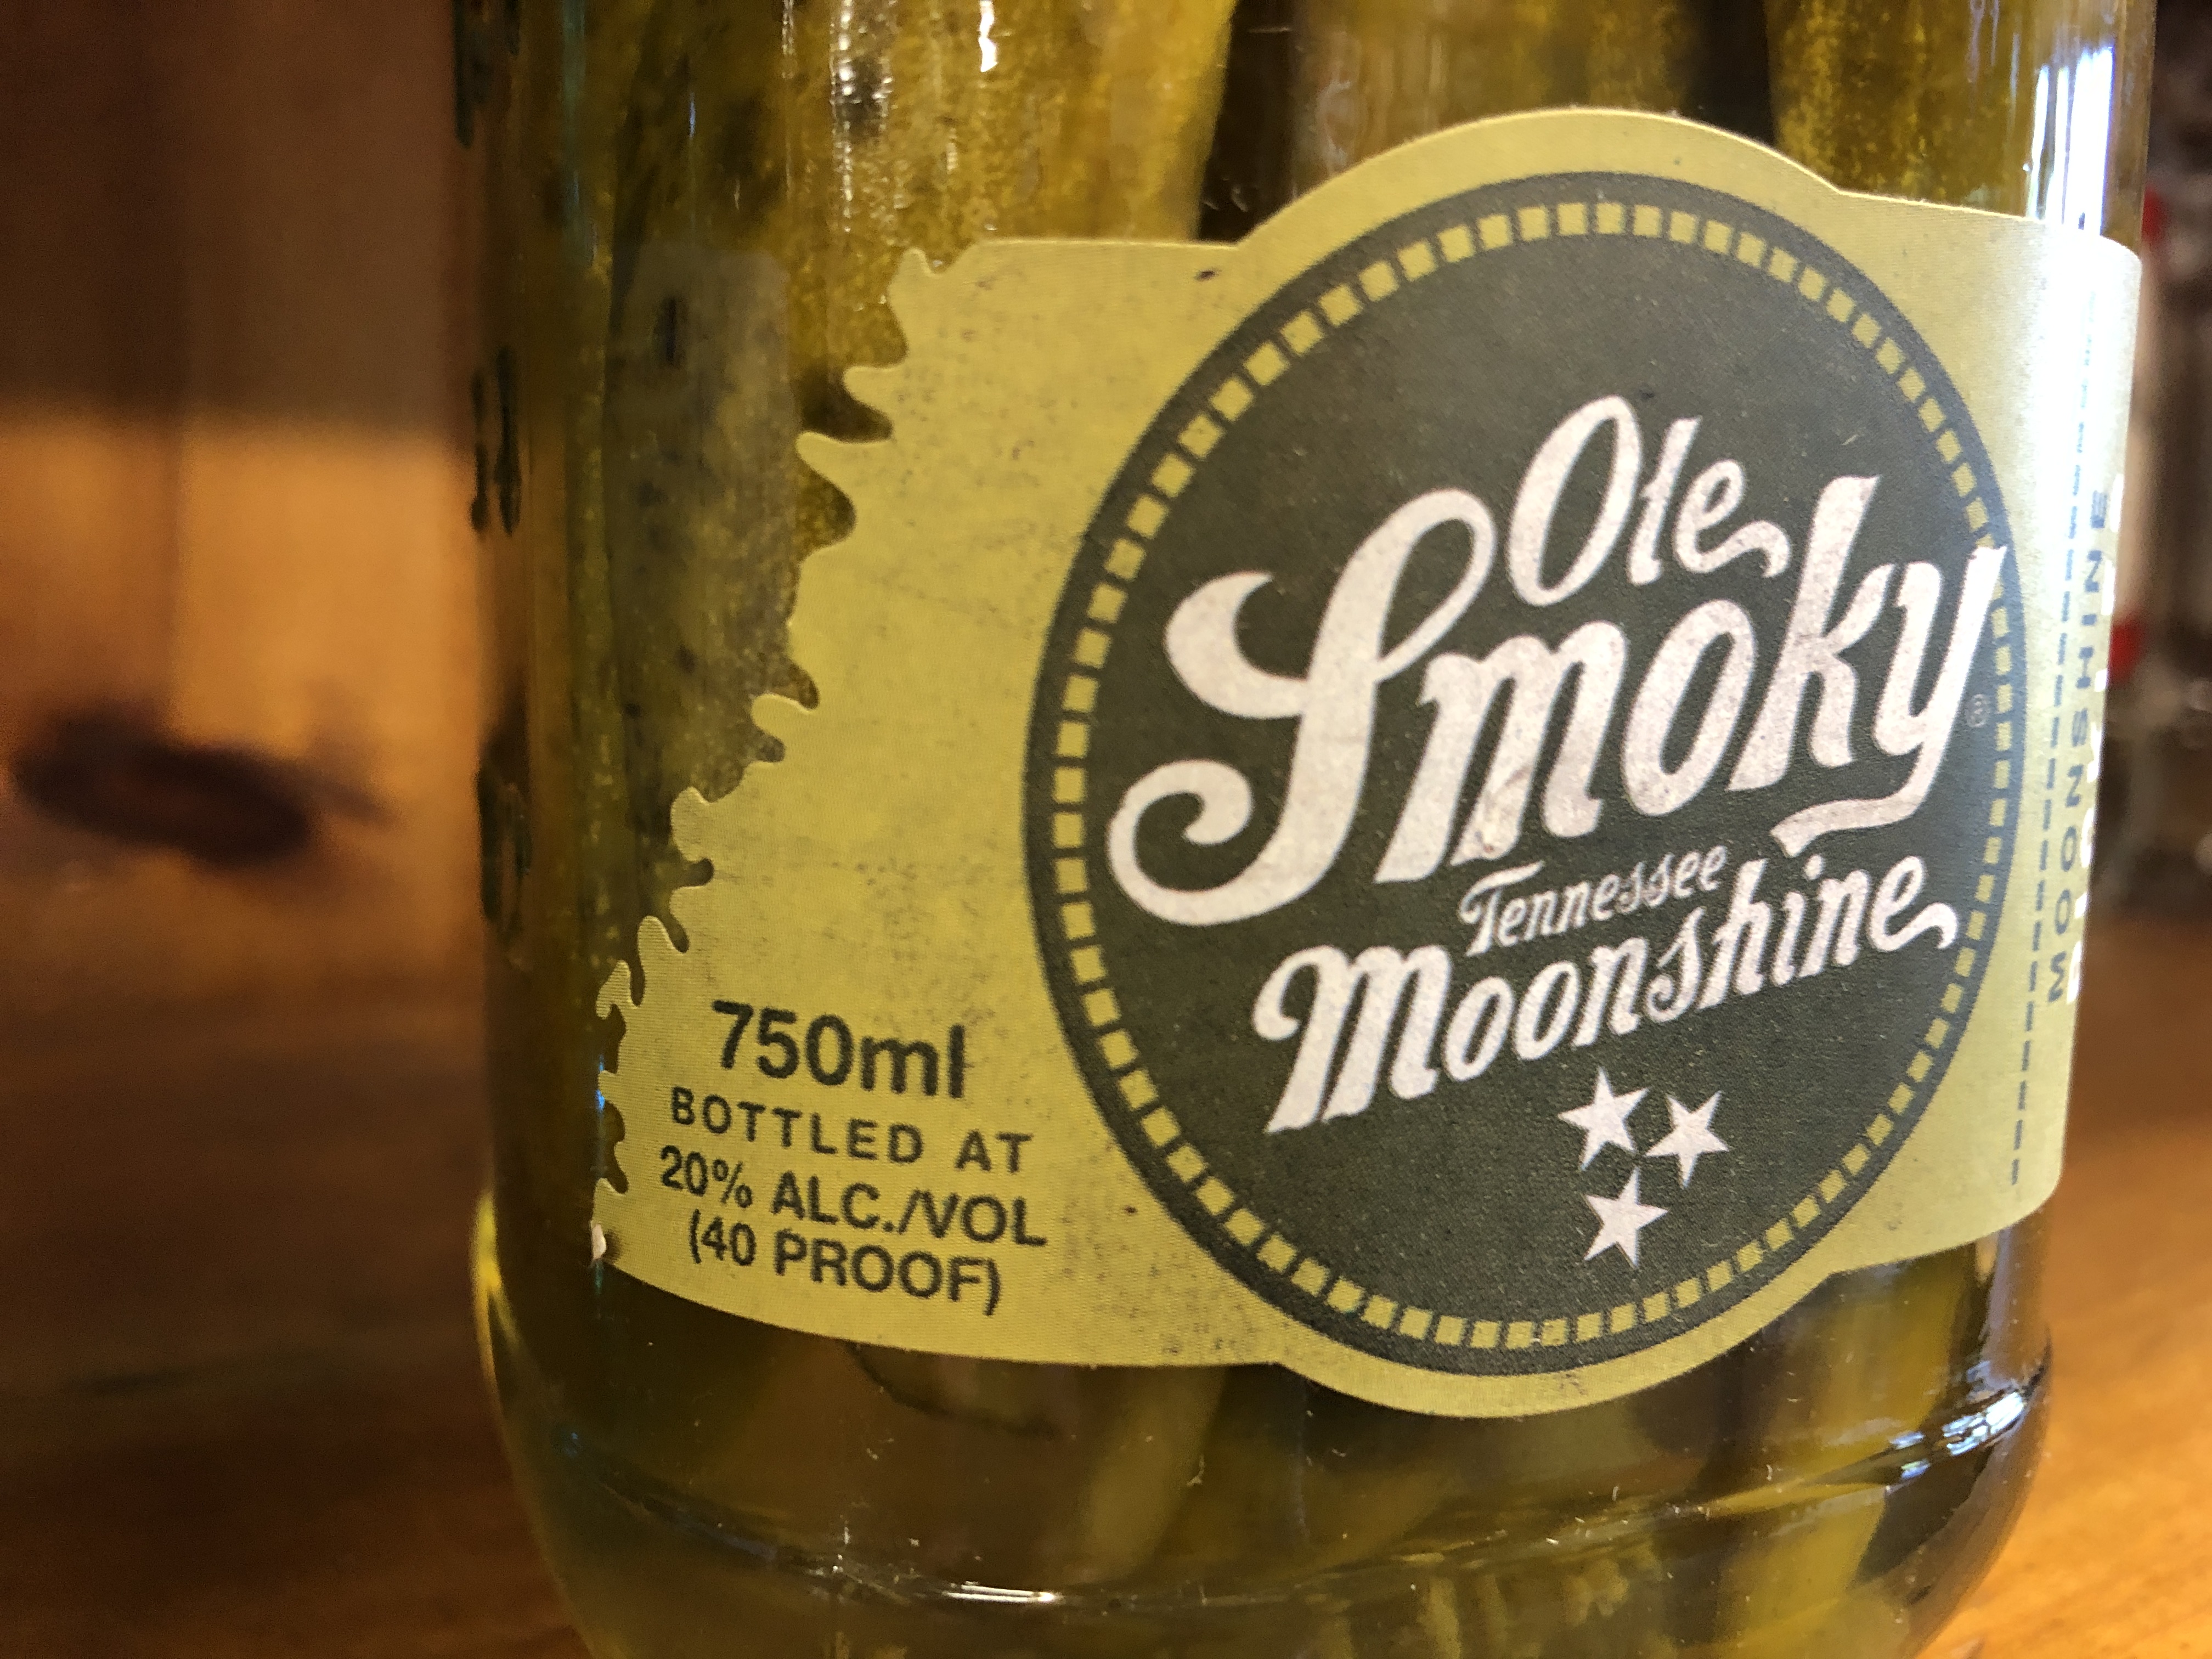 Ole
Smoky
®
Tennessee
Moonshine
750ml
BOTTLED AT
20% ALC./VOL
(40 PROOF)
MOONSHINE